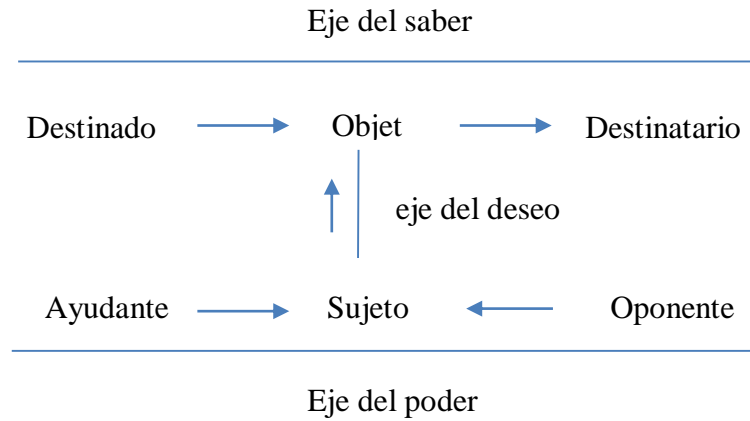 Eje del saber
Destinado Objet Destinatario
eje del deseo
Ayudante Sujeto Oponente
Eje del poder